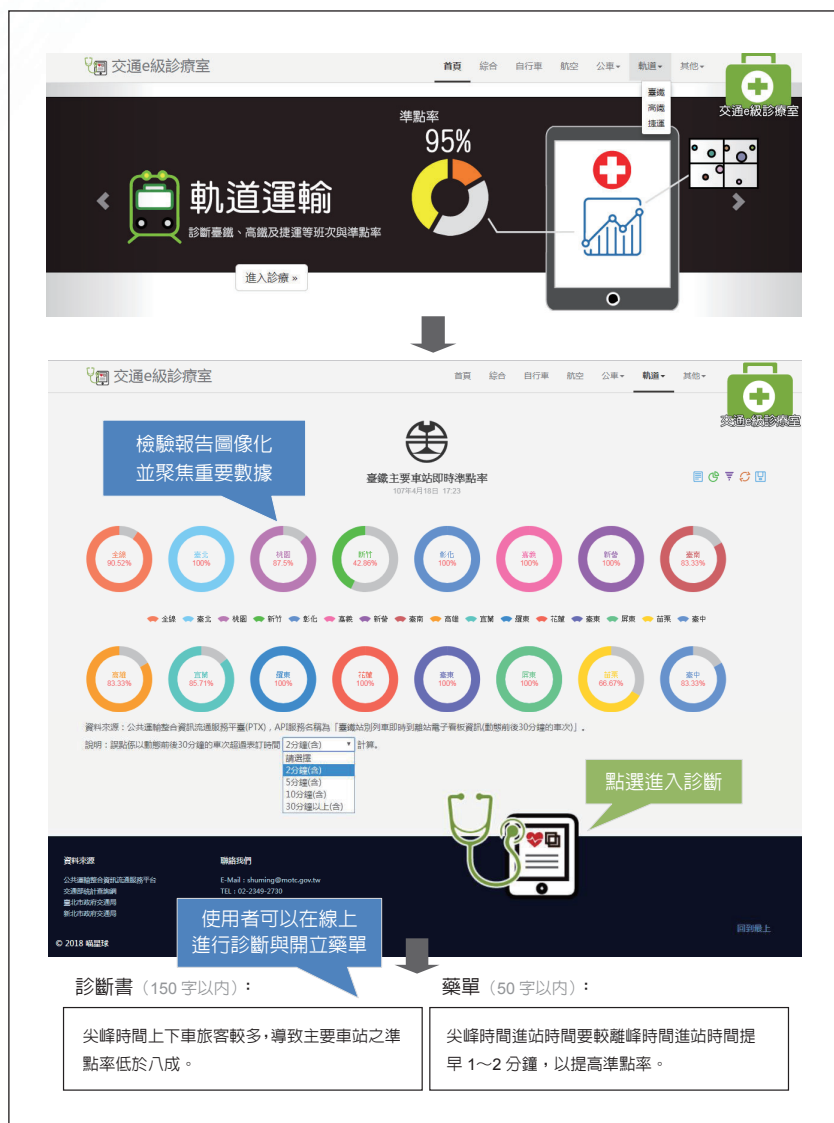 交通e級診療室
首頁 綜合 自行車 航空 公車 軌道 其他
臺鐵
高鐵
捷運
交通e級診療室
準點率
95%
軌道運輸
診斷臺鐵、高鐵及捷運等班次與準點率
進入診療 »
交通e級診療室
首頁 綜合 自行車 航空 公車 軌道 其他
交通e級診療室
檢驗報告圖像化
並聚焦重要數據
臺鐵主要車站即時準點率
107年4月18日 17:23
全線 90.52%
臺北 100%
桃園 87.5%
新竹 42.86%
彰化 100%
嘉義 100%
新營 100%
臺南 83.33%
全線 臺北 桃園 新竹 彰化 嘉義 新營 臺南 高雄 宜蘭 羅東 花蓮 臺東 屏東 苗栗 臺中
高雄 83.33%
宜蘭 85.71%
羅東 100%
花蓮 100%
臺東 100%
屏東 100%
苗栗 66.67%
臺中 83.33%
資料來源：公共運輸整合資訊流通服務平臺(PTX)，API服務名稱為「臺鐵站別列車即時到離站電子看板資訊(動態前後30分鐘的車次)」。
說明：誤點係以動態前後30分鐘的車次超過表訂時間 2分鐘(含) 計算。
請選擇
2分鐘(含)
5分鐘(含)
10分鐘(含)
30分鐘以上(含)
點選進入診斷
資料來源
公共運輸整合資訊流通服務平台
交通部統計查詢網
臺北市政府交通局
新北市政府交通局
聯絡我們
E-Mail : shuming@motc.gov.tw
TEL : 02-2349-2730
使用者可以在線上
進行診斷與開立藥單
回到最上
© 2018 喵星球
診斷書（150 字以內）：
尖峰時間上下車旅客較多，導致主要車站之準
點率低於八成。
藥單（50 字以內）：
尖峰時間進站時間要較離峰時間進站時間提
早 1～2 分鐘，以提高準點率。